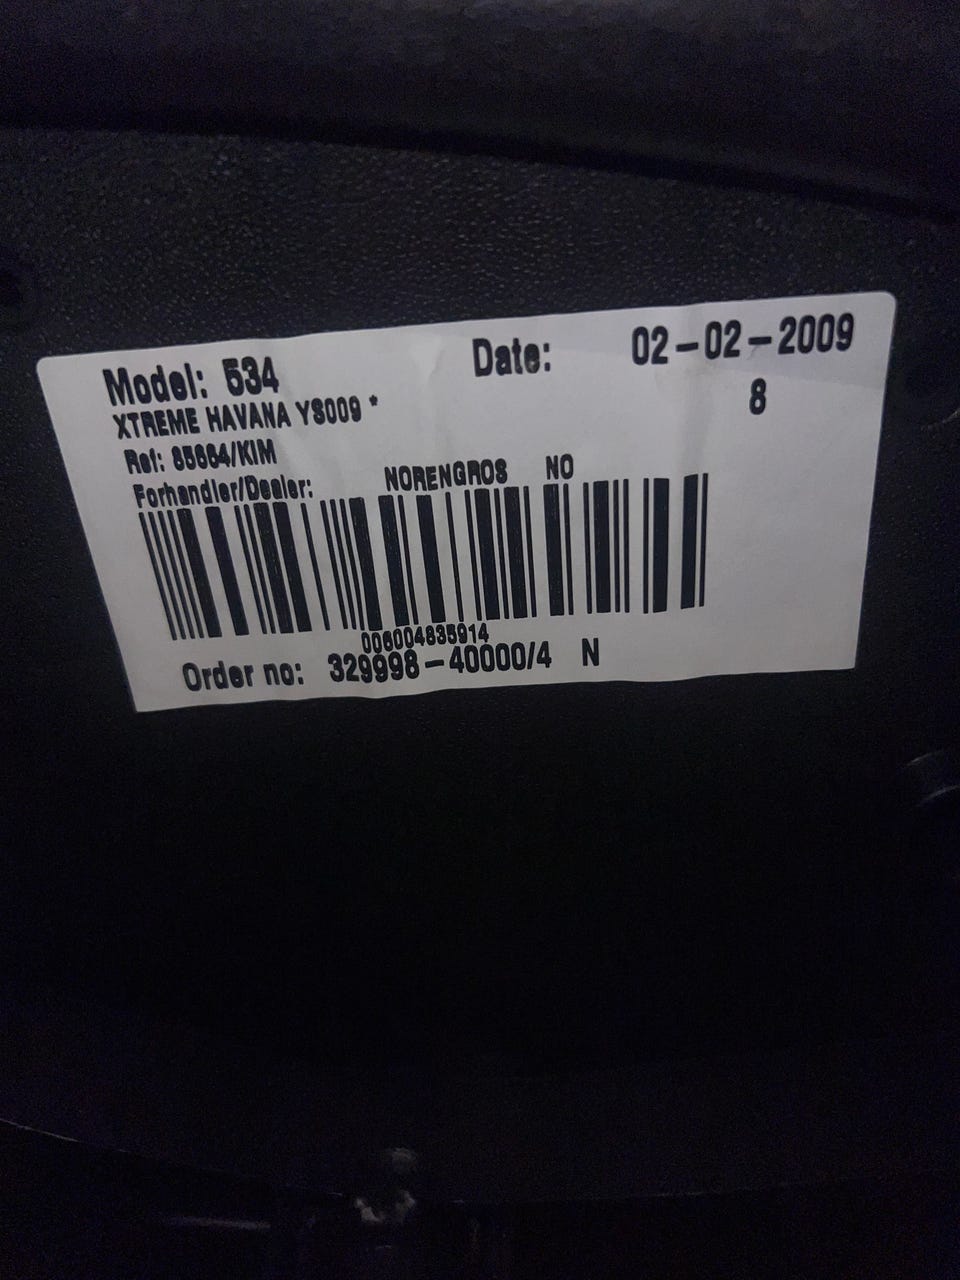 Model: 534
Date: 02-02-2009
8
XTREME HAVANA YS009 *
Ref: 85664/KIM
Forhandler/Dealer: NORENGROS NO
006004835914
Order no: 329998-40000/4 N